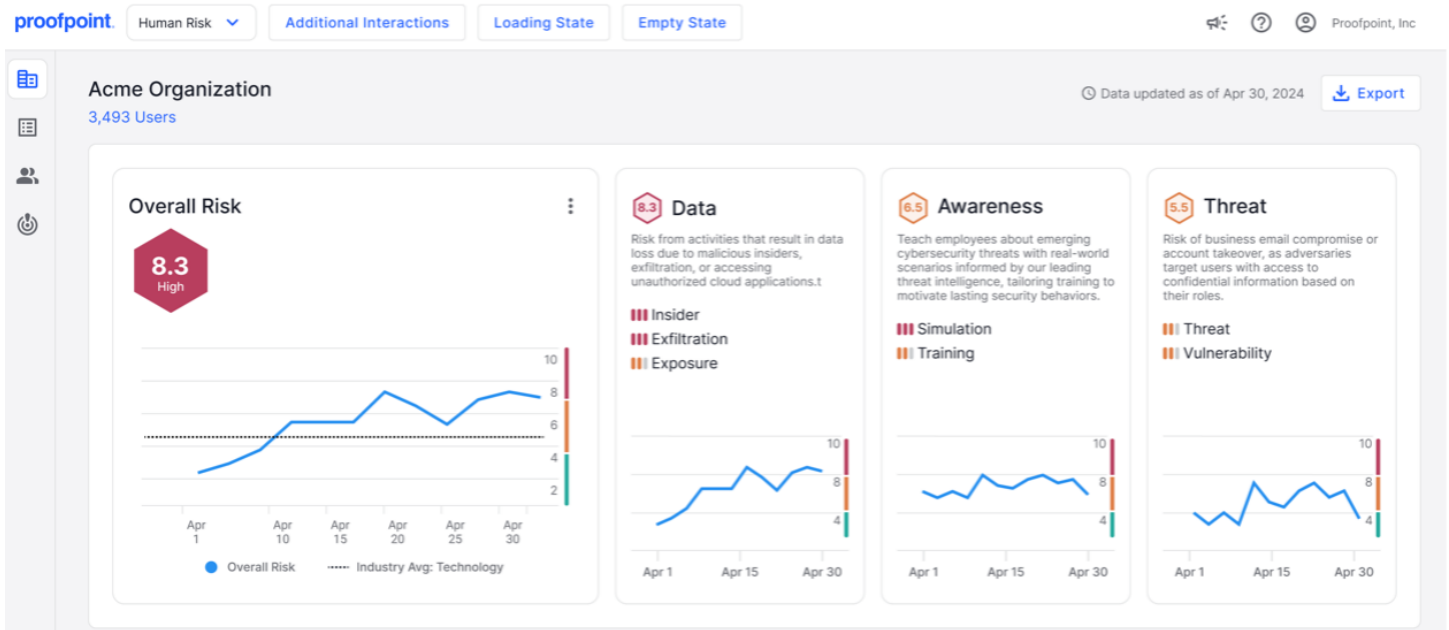 proofpoint.
Human Risk
Additional Interactions
Loading State
Empty State
Proofpoint, Inc
Acme Organization
3,493 Users
Data updated as of Apr 30, 2024
Export
Overall Risk
8.3
High
10
8
6
4
2
Apr 1
Apr 10
Apr 15
Apr 20
Apr 25
Apr 30
Overall Risk
Industry Avg: Technology
8.3 Data
Risk from activities that result in data
loss due to malicious insiders,
exfiltration, or accessing
unauthorized cloud applications.t
Insider
Exfiltration
Exposure
10
8
4
Apr 1
Apr 15
Apr 30
6.5 Awareness
Teach employees about emerging
cybersecurity threats with real-world
scenarios informed by our leading
threat intelligence, tailoring training to
motivate lasting security behaviors.
Simulation
Training
10
8
4
Apr 1
Apr 15
Apr 30
5.5 Threat
Risk of business email compromise or
account takeover, as adversaries
target users with access to
confidential information based on
their roles.
Threat
Vulnerability
10
8
4
Apr 1
Apr 15
Apr 30